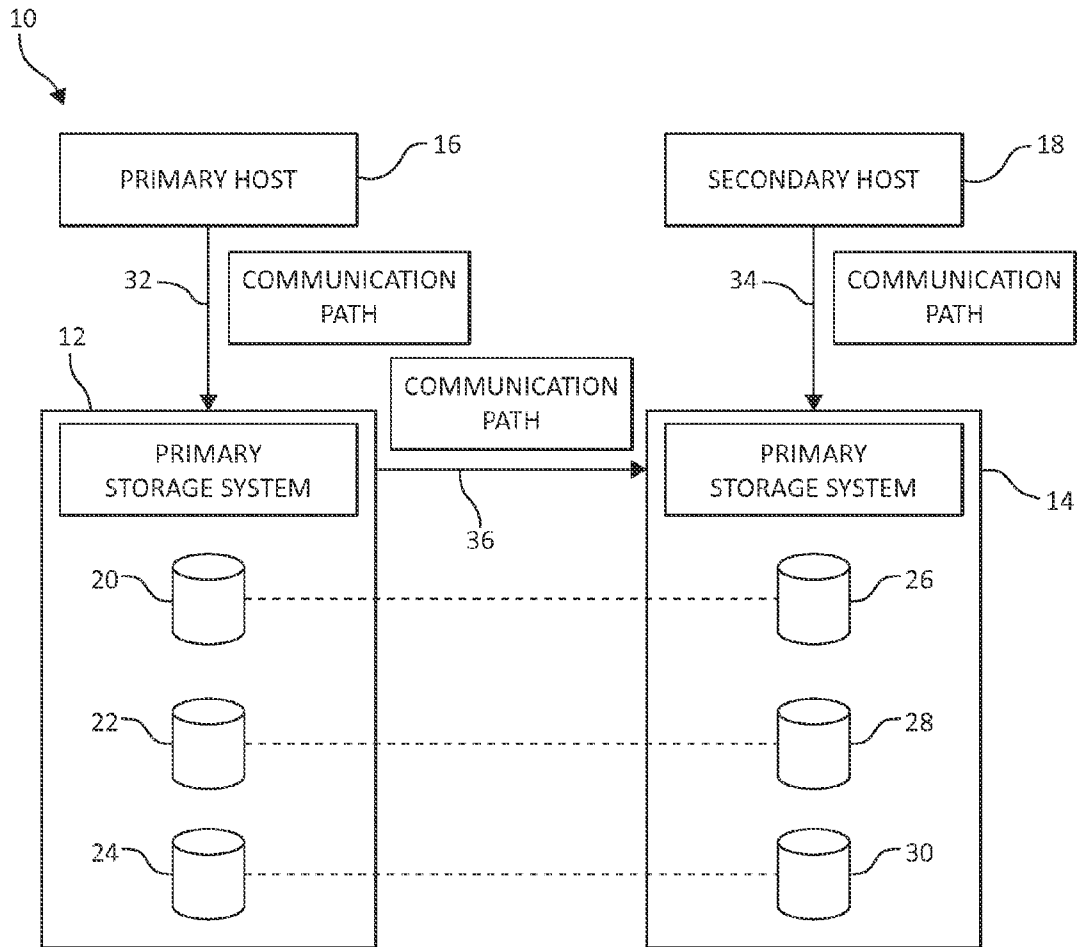 10
PRIMARY HOST
16
SECONDARY HOST
18
32
COMMUNICATION
PATH
34
COMMUNICATION
PATH
12
COMMUNICATION
PATH
PRIMARY
STORAGE SYSTEM
36
PRIMARY
STORAGE SYSTEM
14
20
26
22
28
24
30